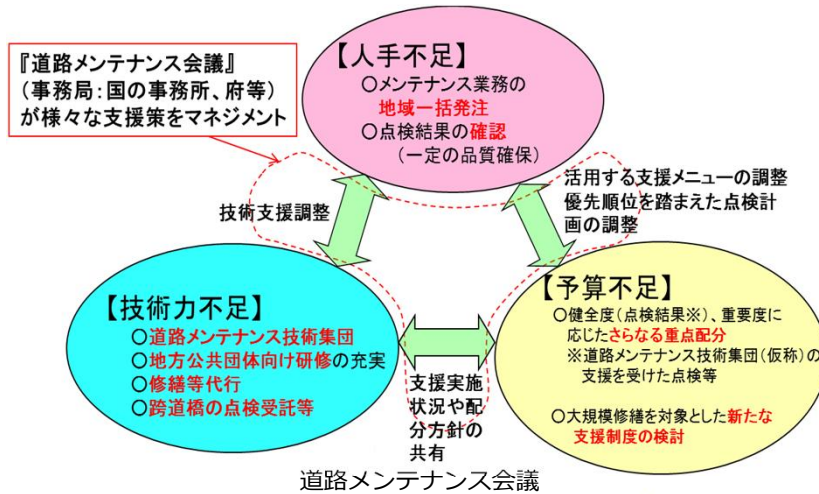 『道路メンテナンス会議』
(事務局:国の事務所、府等)
が様々な支援策をマネジメント
【人手不足】
○メンテナンス業務の
地域一括発注
○点検結果の確認
(一定の品質確保)
技術支援調整
活用する支援メニューの調整
優先順位を踏まえた点検計
画の調整
【技術力不足】
○道路メンテナンス技術集団
○地方公共団体向け研修の充実
○修繕等代行
○跨道橋の点検受託等
支援実施
状況や配
分方針の
共有
【予算不足】
○健全度(点検結果※)、重要度に
応じたさらなる重点配分
※道路メンテナンス技術集団(仮称)の
支援を受けた点検等
○大規模修繕を対象とした新たな
支援制度の検討
道路メンテナンス会議